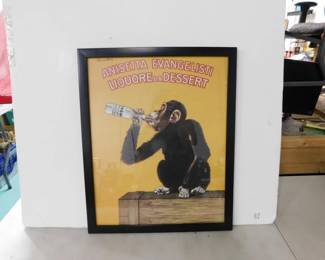 ANISETTA EVANGELISTI
LIQUORE DA DESSERT